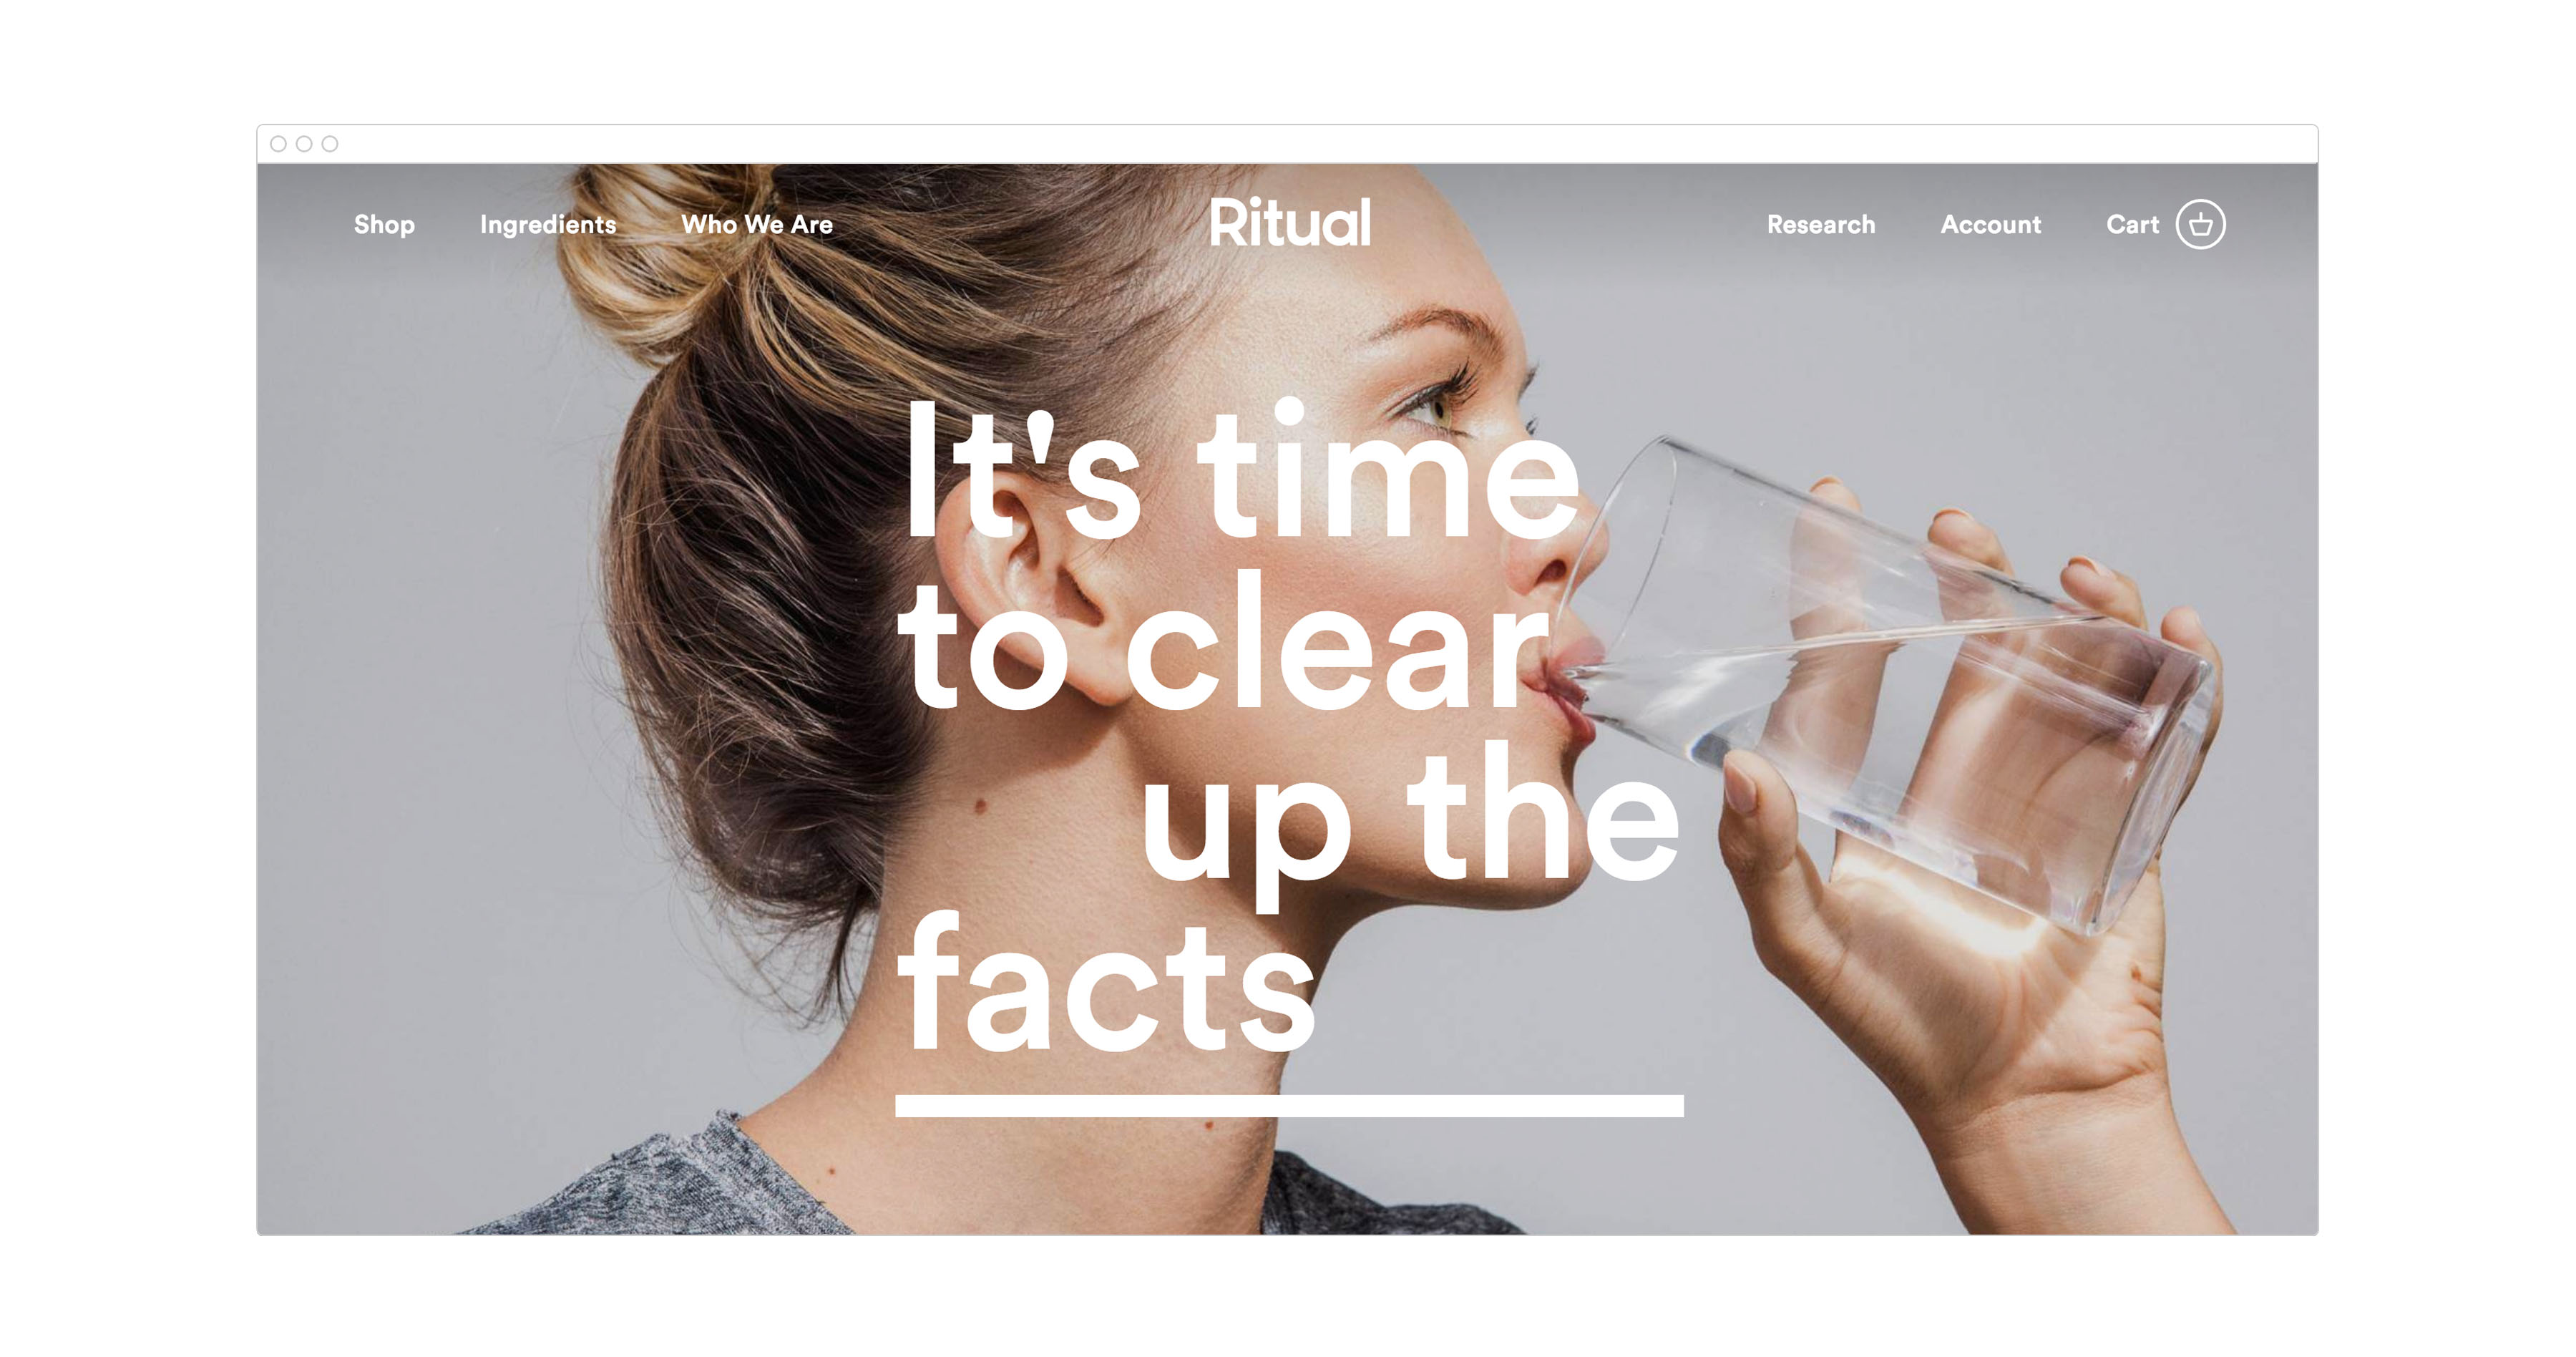 Shop Ingredients Who We Are Ritual Research Account Cart
It's time
to clear
up the
facts